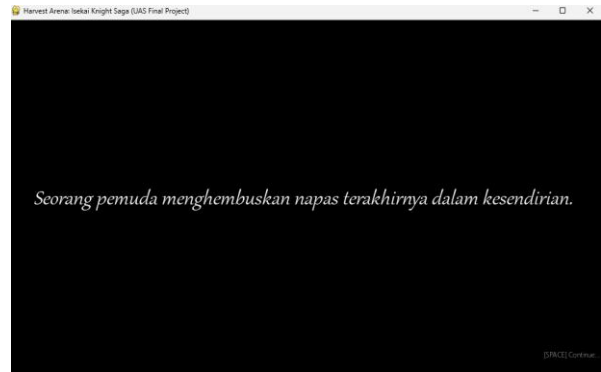 Harvest Arena: Isekai Knight Saga (UAS Final Project)
Seorang pemuda menghembuskan napas terakhirnya dalam kesendirian.
[SPACE] Continue...